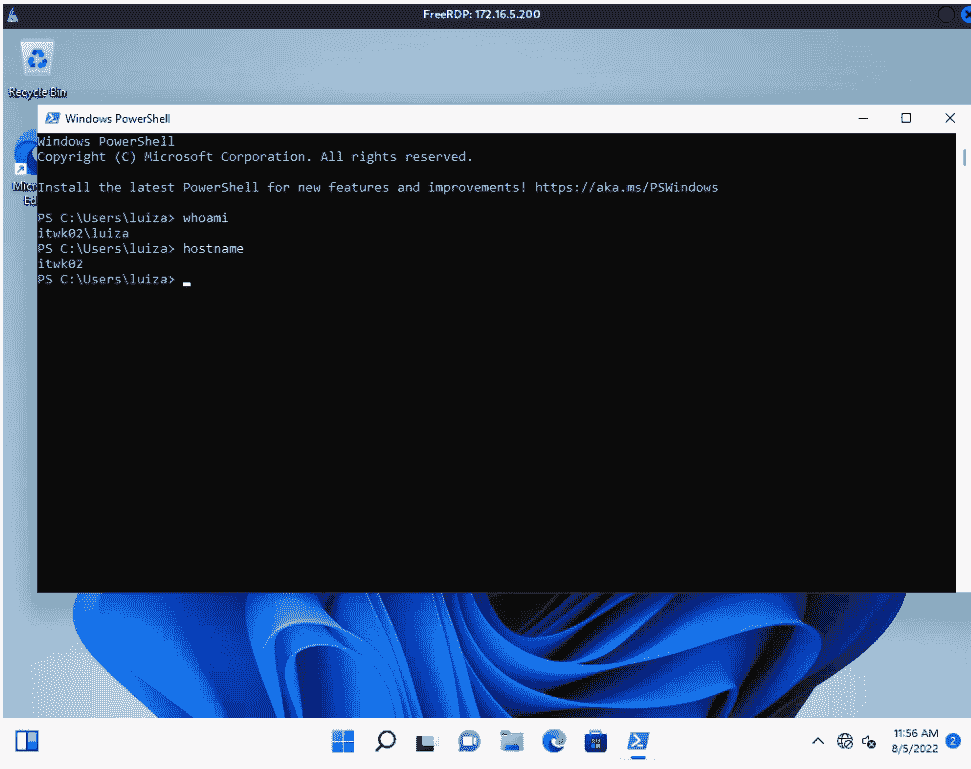 FreeRDP: 172.16.5.200
Recycle Bin
Windows PowerShell
Windows PowerShell
Copyright (C) Microsoft Corporation. All rights reserved.
Install the latest PowerShell for new features and improvements! https://aka.ms/PSWindows
PS C:\Users\luiza> whoami
itwk02\luiza
PS C:\Users\luiza> hostname
itwk02
PS C:\Users\luiza>
Mic
Ed
11:56 AM
8/5/2022
2